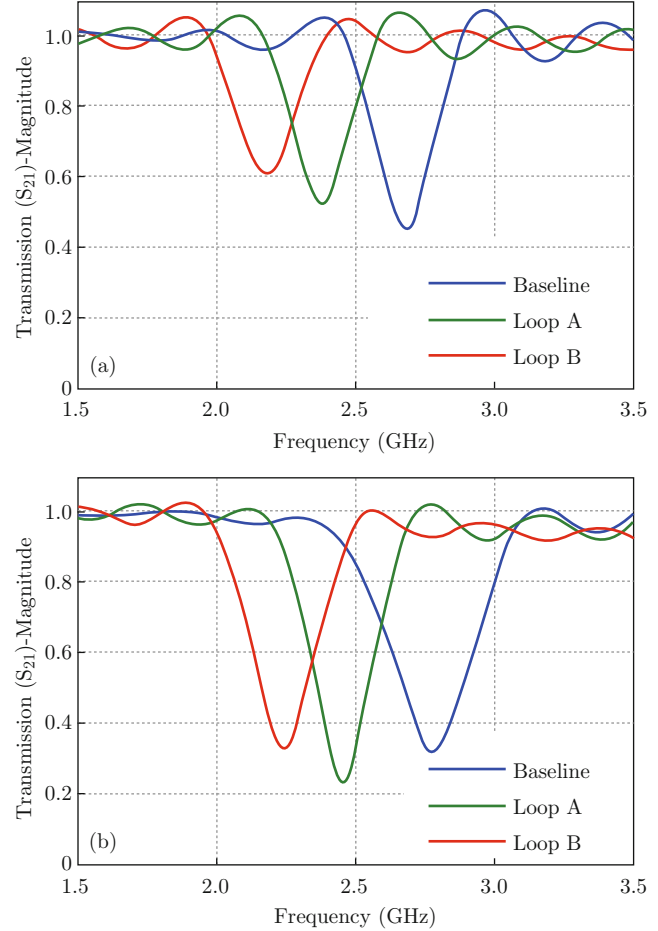 Transmission (S21)-Magnitude
1.0
0.8
0.6
0.4
0.2
0
Baseline
Loop A
Loop B
(a)
1.5 2.0 2.5 3.0 3.5
Frequency (GHz)
Transmission (S21)-Magnitude
1.0
0.8
0.6
0.4
0.2
0
Baseline
Loop A
Loop B
(b)
1.5 2.0 2.5 3.0 3.5
Frequency (GHz)